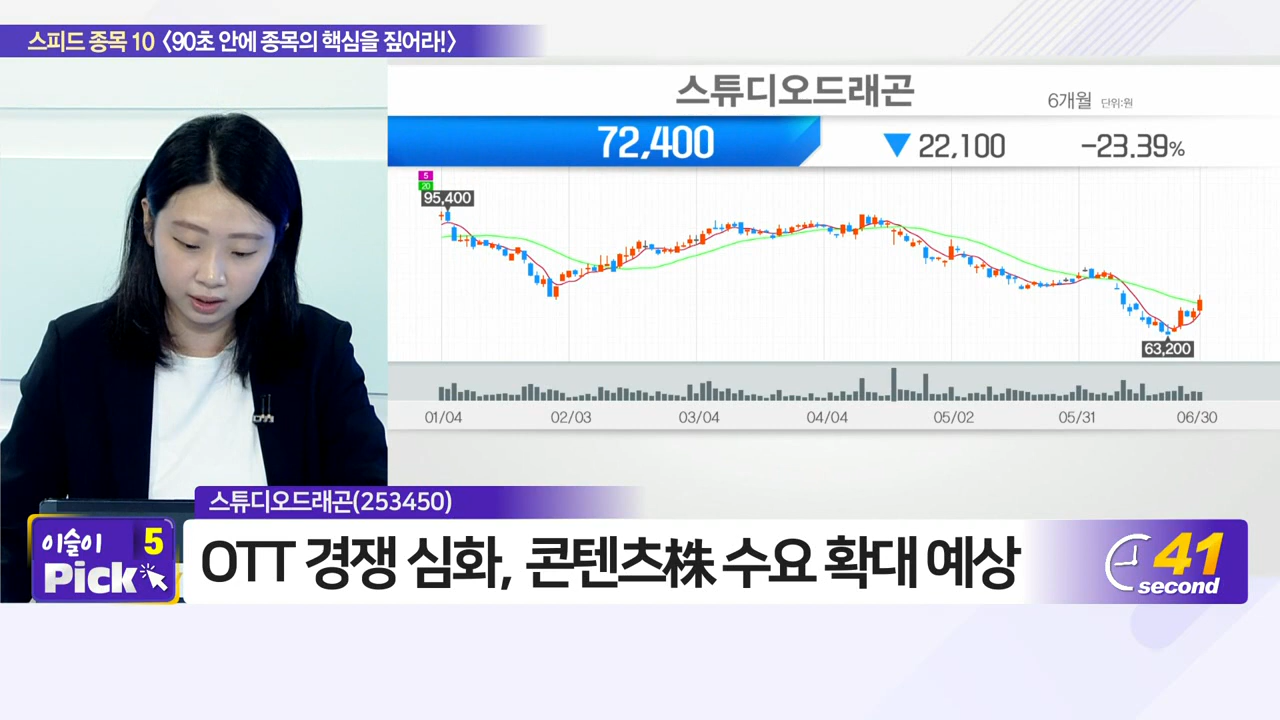 스피드 종목 10 〈90초 안에 종목의 핵심을 짚어라!〉
스튜디오드래곤
6개월 단위:원
72,400 ▼ 22,100 -23.39%
5
20
95,400
63,200
01/04 02/03 03/04 04/04 05/02 05/31 06/30
스튜디오드래곤(253450)
이슬이 5
Pick
OTT 경쟁 심화, 콘텐츠株 수요 확대 예상
41
second